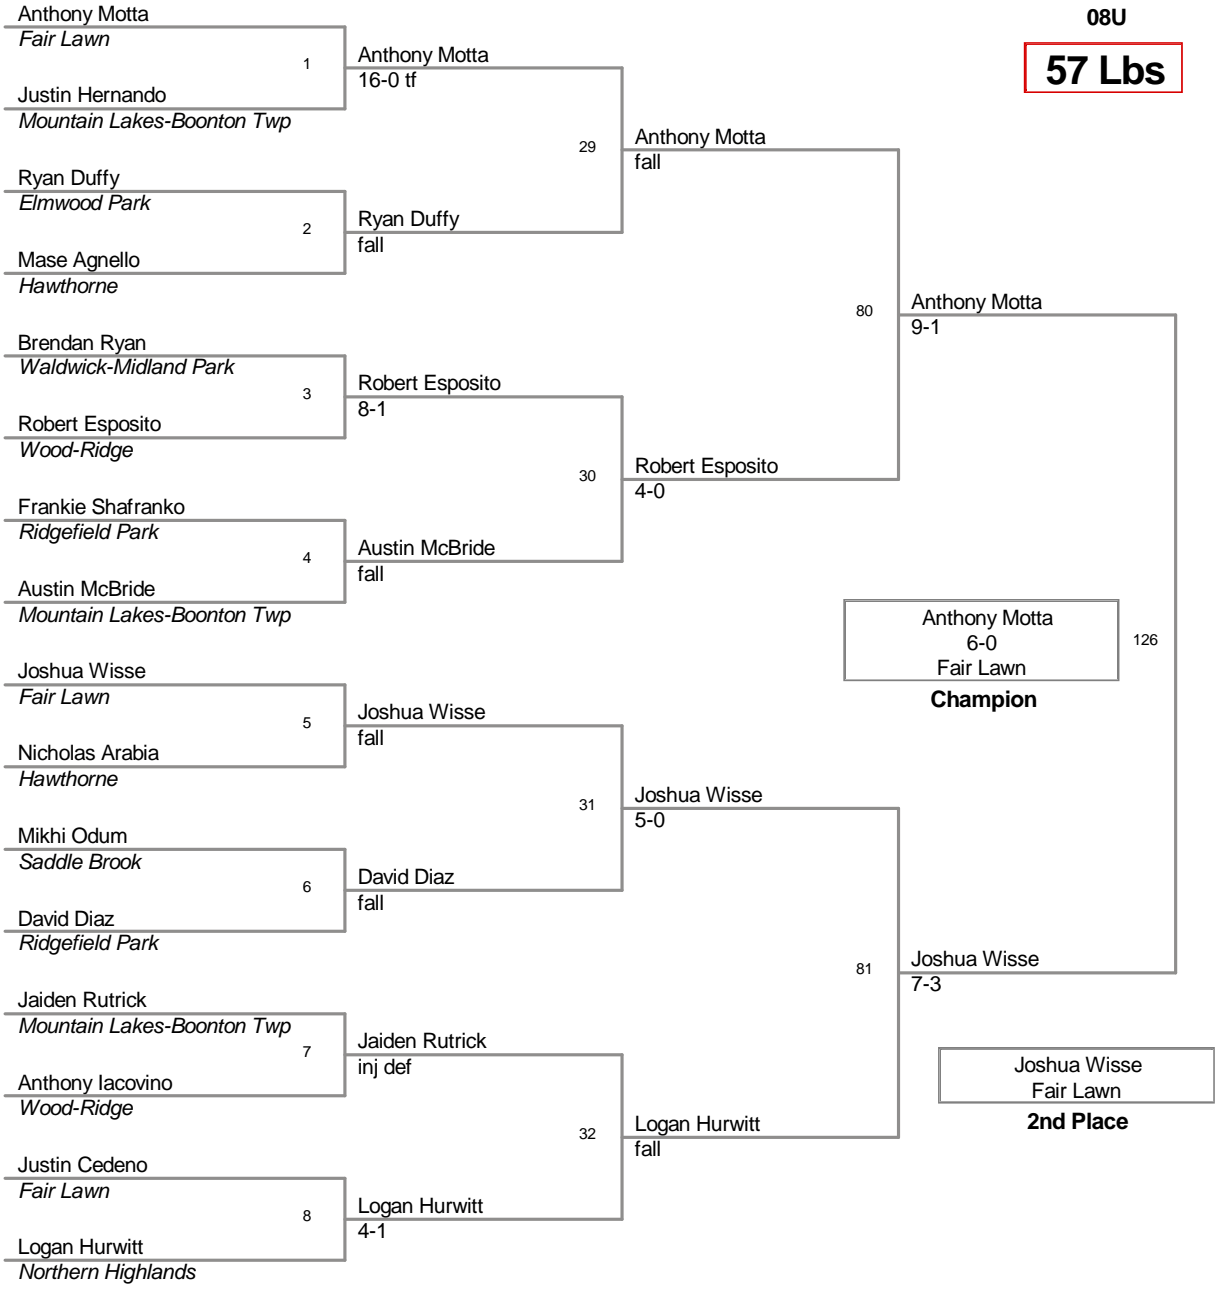 08U
57 Lbs
Anthony Motta
Fair Lawn
1
Justin Hernando
Mountain Lakes-Boonton Twp
Ryan Duffy
Elmwood Park
2
Mase Agnello
Hawthorne
Brendan Ryan
Waldwick-Midland Park
3
Robert Esposito
Wood-Ridge
Frankie Shafranko
Ridgefield Park
4
Austin McBride
Mountain Lakes-Boonton Twp
Joshua Wisse
Fair Lawn
5
Nicholas Arabia
Hawthorne
Mikhi Odum
Saddle Brook
6
David Diaz
Ridgefield Park
Jaiden Rutrick
Mountain Lakes-Boonton Twp
7
Anthony Iacovino
Wood-Ridge
Justin Cedeno
Fair Lawn
8
Logan Hurwitt
Northern Highlands
Anthony Motta
16-0 tf
29
Ryan Duffy
fall
Robert Esposito
8-1
30
Austin McBride
fall
Joshua Wisse
fall
31
David Diaz
fall
Jaiden Rutrick
inj def
32
Logan Hurwitt
4-1
Anthony Motta
fall
80
Robert Esposito
4-0
Joshua Wisse
5-0
81
Logan Hurwitt
fall
Anthony Motta
9-1
126
Joshua Wisse
7-3
Anthony Motta
6-0
Fair Lawn
Champion
Joshua Wisse
Fair Lawn
2nd Place